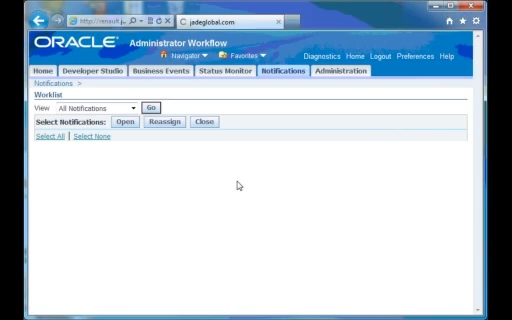 http://renault.j
jadeglobal.com
ORACLE Administrator Workflow
Navigator Favorites Diagnostics Home Logout Preferences Help
Home Developer Studio Business Events Status Monitor Notifications Administration
Notifications >
Worklist
View All Notifications Go
Select Notifications: Open Reassign Close
Select All | Select None